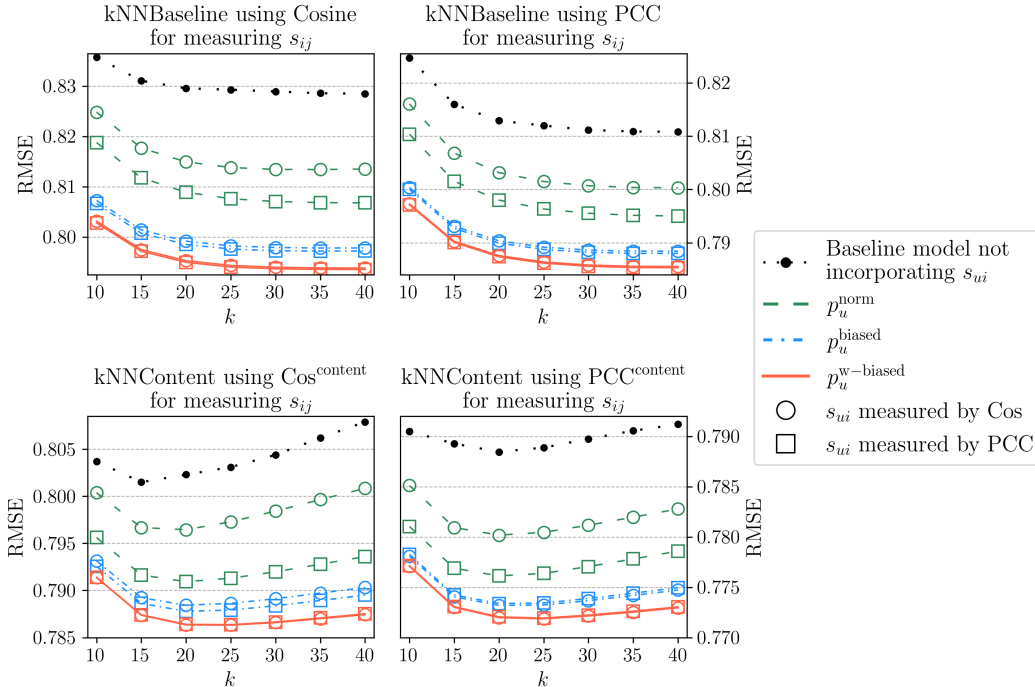 kNNBaseline using Cosine
for measuring s_ij
kNNBaseline using PCC
for measuring s_ij
RMSE
0.83
0.82
0.81
0.80
10 15 20 25 30 35 40
k
10 15 20 25 30 35 40
k
0.82
0.81
0.80
0.79
RMSE
Baseline model not
incorporating s_ui
p_u^norm
p_u^biased
p_u^w−biased
s_ui measured by Cos
s_ui measured by PCC
kNNContent using Cos^content
for measuring s_ij
kNNContent using PCC^content
for measuring s_ij
RMSE
0.805
0.800
0.795
0.790
0.785
10 15 20 25 30 35 40
k
10 15 20 25 30 35 40
k
0.790
0.785
0.780
0.775
0.770
RMSE